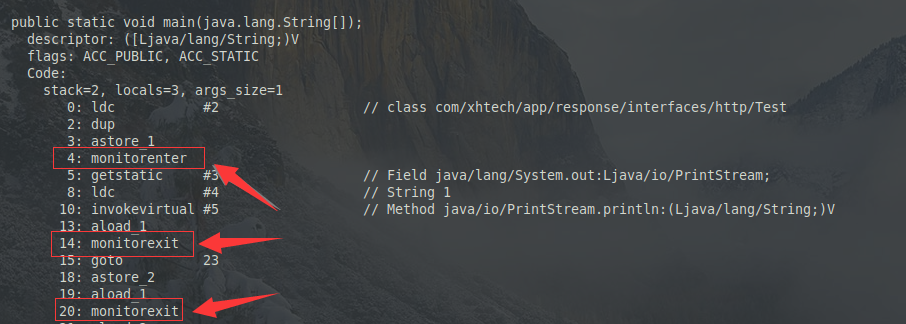 public static void main(java.lang.String[]);
descriptor: ([Ljava/lang/String;)V
flags: ACC_PUBLIC, ACC_STATIC
Code:
stack=2, locals=3, args_size=1
0: ldc #2 // class com/xhtech/app/response/interfaces/http/Test
2: dup
3: astore_1
4: monitorenter
5: getstatic #3 // Field java/lang/System.out:Ljava/io/PrintStream;
8: ldc #4 // String 1
10: invokevirtual #5 // Method java/io/PrintStream.println:(Ljava/lang/String;)V
13: aload_1
14: monitorexit
15: goto 23
18: astore_2
19: aload_1
20: monitorexit